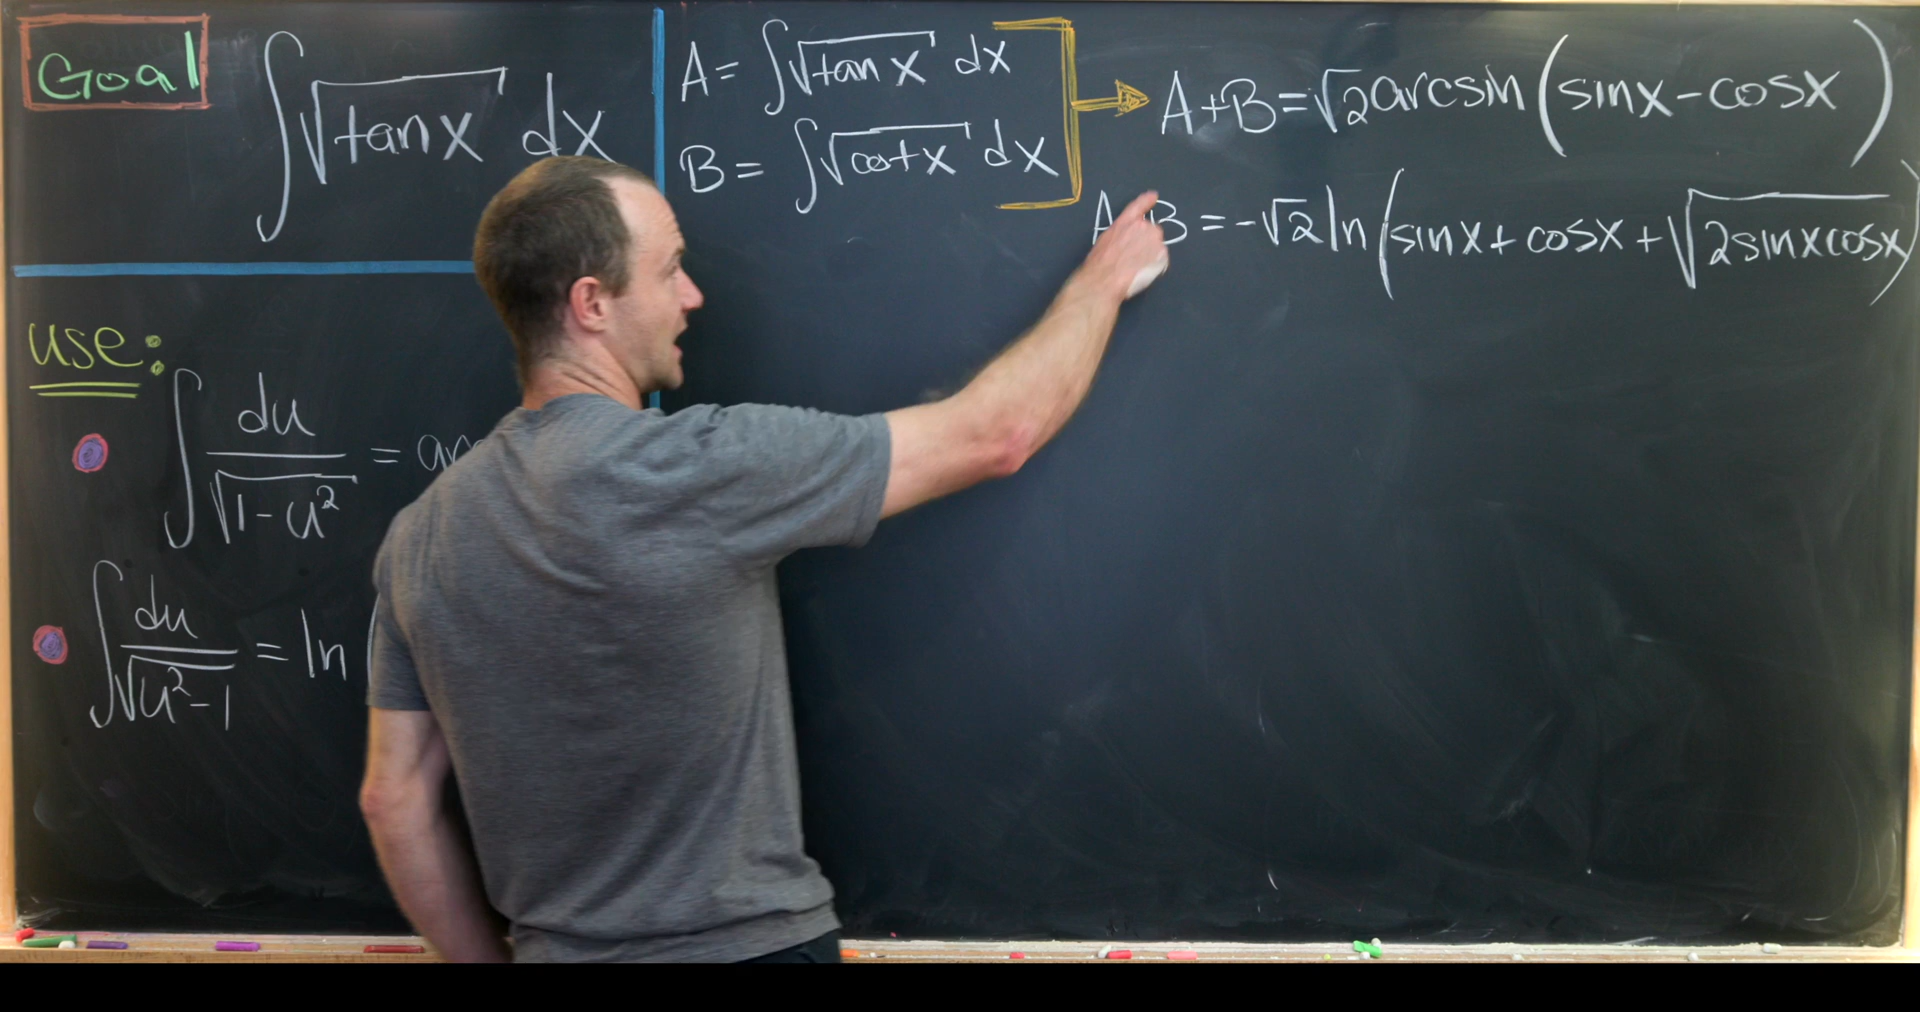 Goal
∫√tan x dx
A = ∫√tan x dx
B = ∫√cot x dx
A+B = √2 arcsin (sin x - cos x)
A B = -√2 ln (sin x + cos x + √2 sin x cos x)
use:
∫ du/√1-u² =
∫ du/√u²-1 = ln